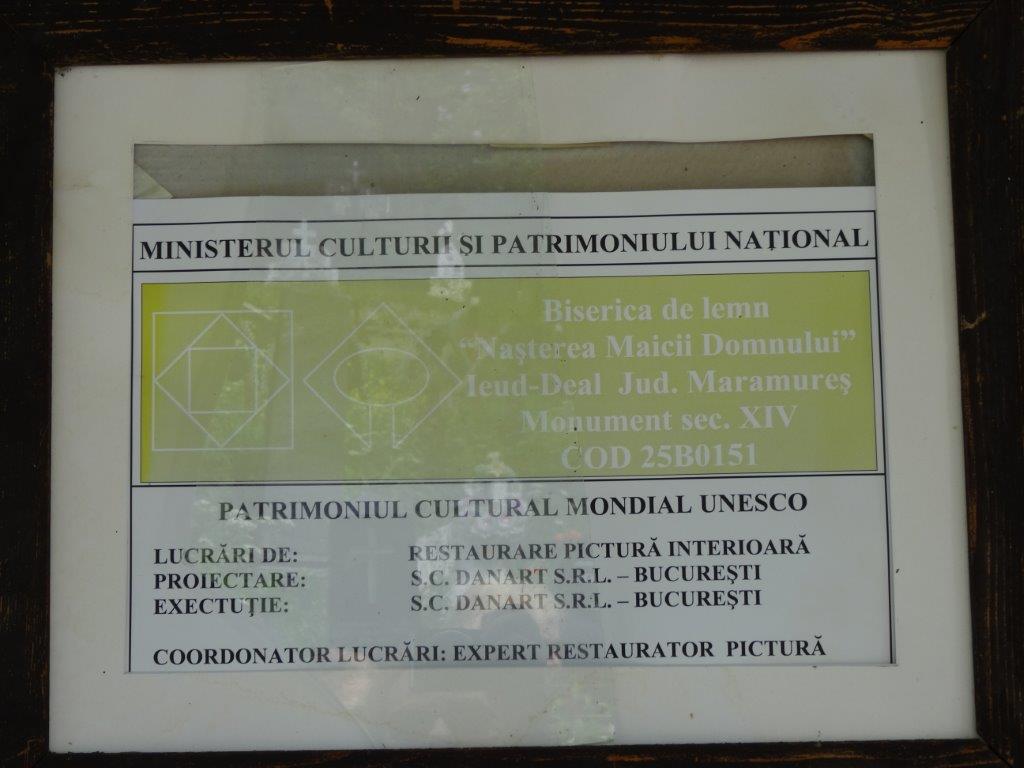 MINISTERUL CULTURII ŞI PATRIMONIULUI NAŢIONAL
Biserica de lemn
“Naşterea Maicii Domnului”
Ieud-Deal Jud. Maramureş
Monument sec. XIV
COD 25B0151
PATRIMONIUL CULTURAL MONDIAL UNESCO
LUCRĂRI DE: RESTAURARE PICTURĂ INTERIOARĂ
PROIECTARE: S.C. DANART S.R.L. – BUCUREŞTI
EXECTUŢIE: S.C. DANART S.R.L. – BUCUREŞTI
COORDONATOR LUCRĂRI: EXPERT RESTAURATOR PICTURĂ